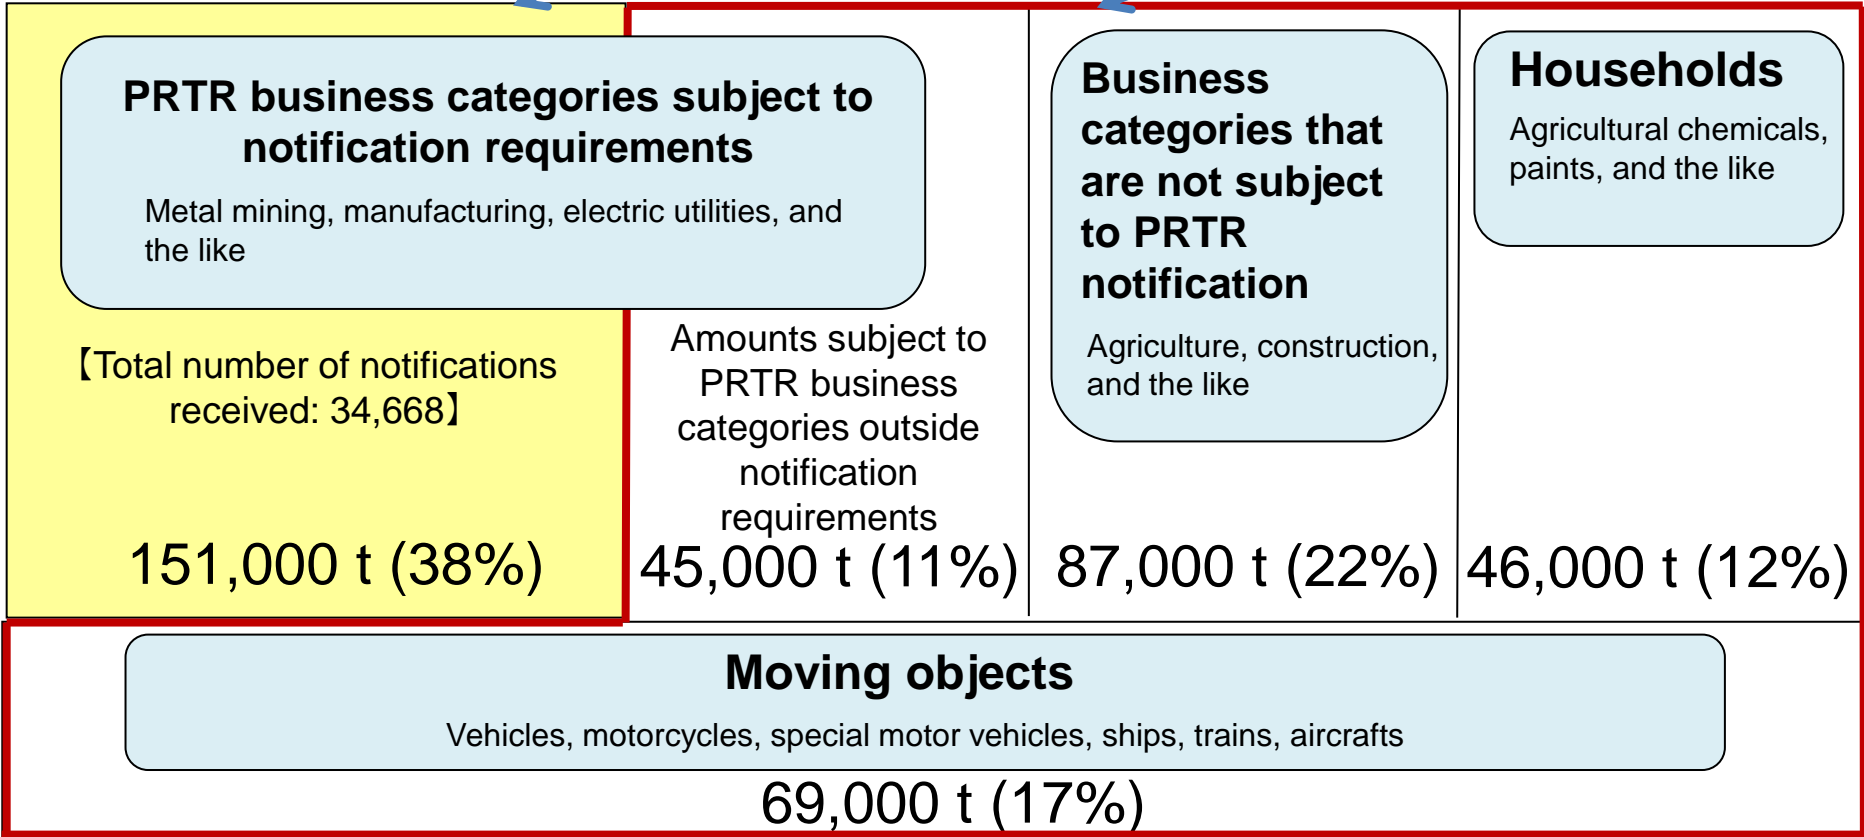 PRTR business categories subject to
notification requirements
Metal mining, manufacturing, electric utilities, and
the like
【Total number of notifications
received: 34,668】
151,000 t (38%)
Amounts subject to
PRTR business
categories outside
notification
requirements
45,000 t (11%)
Business
categories that
are not subject
to PRTR
notification
Agriculture, construction,
and the like
87,000 t (22%)
Households
Agricultural chemicals,
paints, and the like
46,000 t (12%)
Moving objects
Vehicles, motorcycles, special motor vehicles, ships, trains, aircrafts
69,000 t (17%)